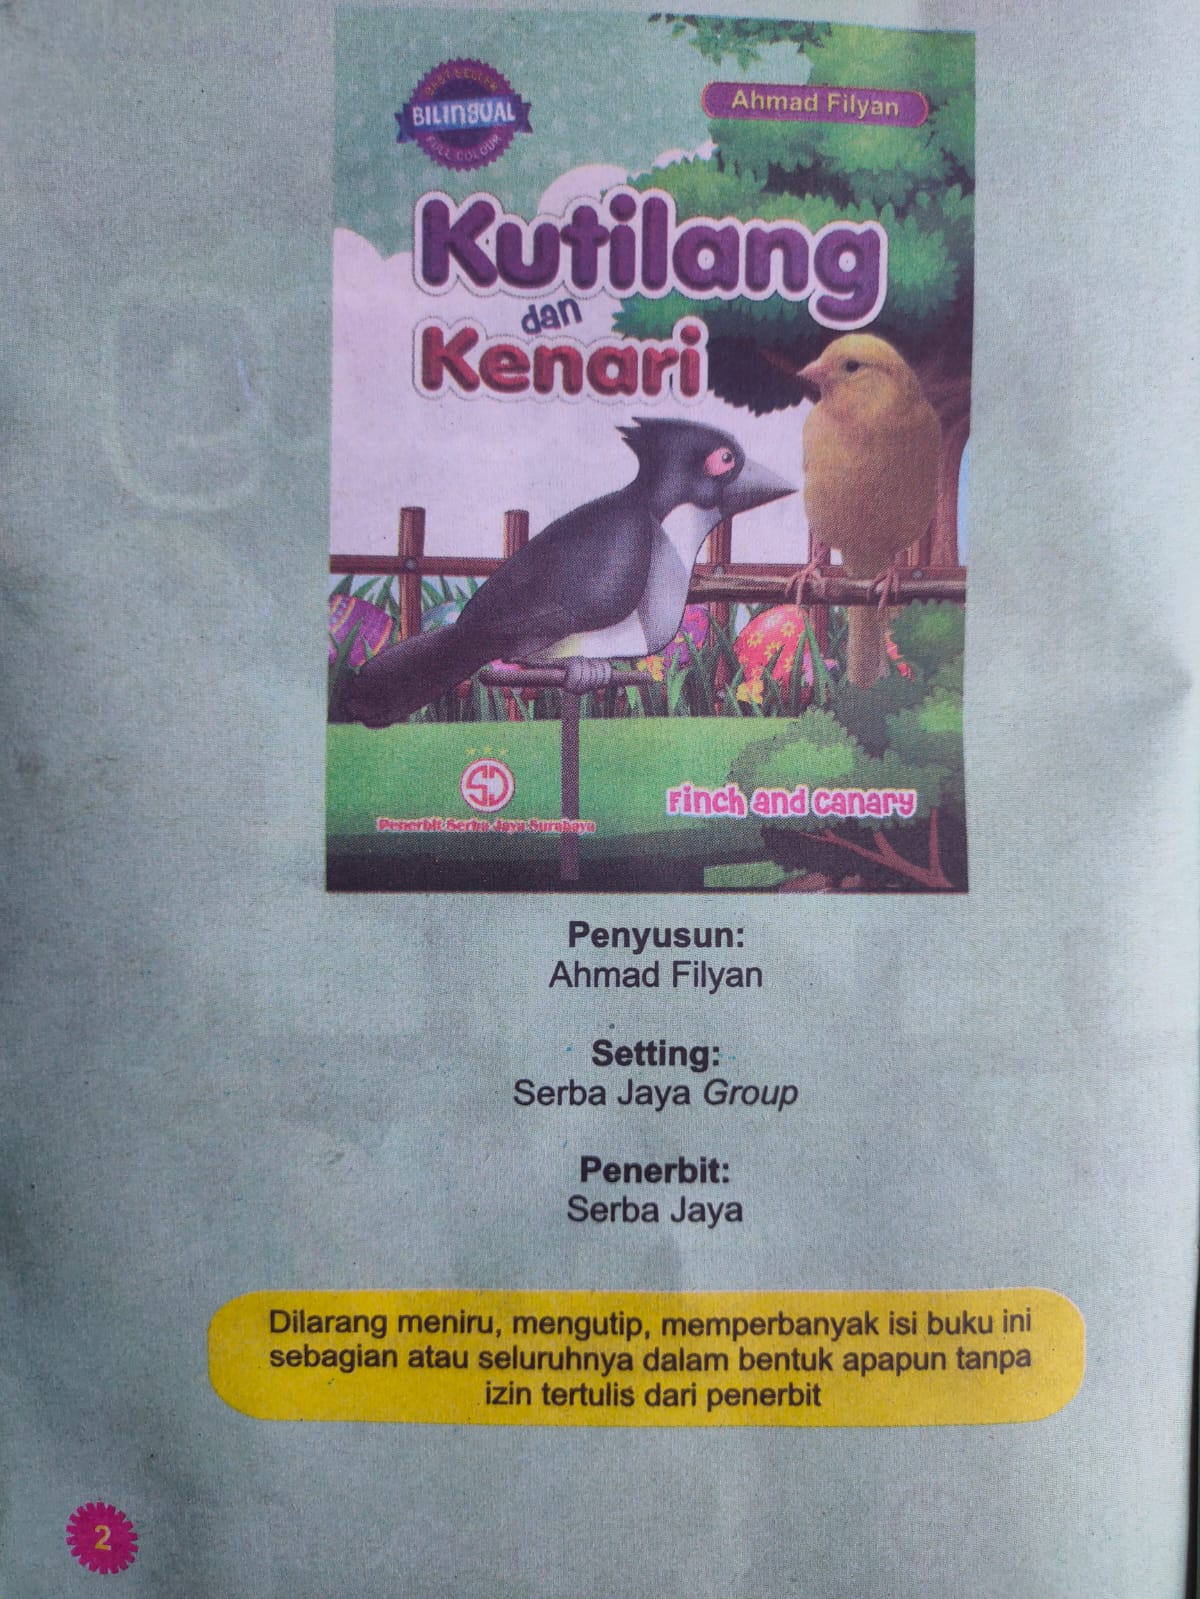 BEST SELLER
BILINGUAL
FULL COLOUR
Ahmad Filyan
Kutilang
dan
Kenari
SJ
Penerbit Serba Jaya Surabaya
Finch and Canary
Penyusun:
Ahmad Filyan
Setting:
Serba Jaya Group
Penerbit:
Serba Jaya
Dilarang meniru, mengutip, memperbanyak isi buku ini
sebagian atau seluruhnya dalam bentuk apapun tanpa
izin tertulis dari penerbit
2